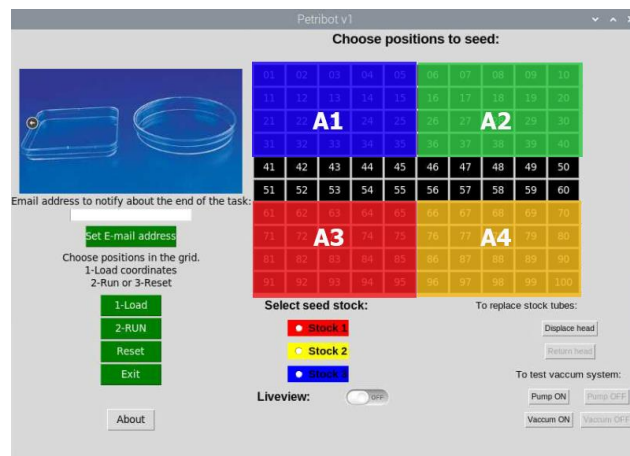 Petribot v1
Choose positions to seed:
01 02 03 04 05 06 07 08 09 10
11 12 13 14 15 16 17 18 19 20
21 22 A1 24 25 26 27 A2 29 30
31 32 33 34 35 36 37 38 39 40
41 42 43 44 45 46 47 48 49 50
51 52 53 54 55 56 57 58 59 60
61 62 63 64 65 66 67 68 69 70
71 72 A3 74 75 76 77 A4 79 80
81 82 83 84 85 86 87 88 89 90
91 92 93 94 95 96 97 98 99 100
Email address to notify about the end of the task:
Set E-mail address
Choose positions in the grid.
1-Load coordinates
2-Run or 3-Reset
1-Load
2-RUN
Reset
Exit
About
Select seed stock:
Stock 1
Stock 2
Stock
Liveview:
OFF
To replace stock tubes:
Displace head
Return head
To test vaccum system:
Pump ON Pump OFF
Vaccum ON Vaccum OFF